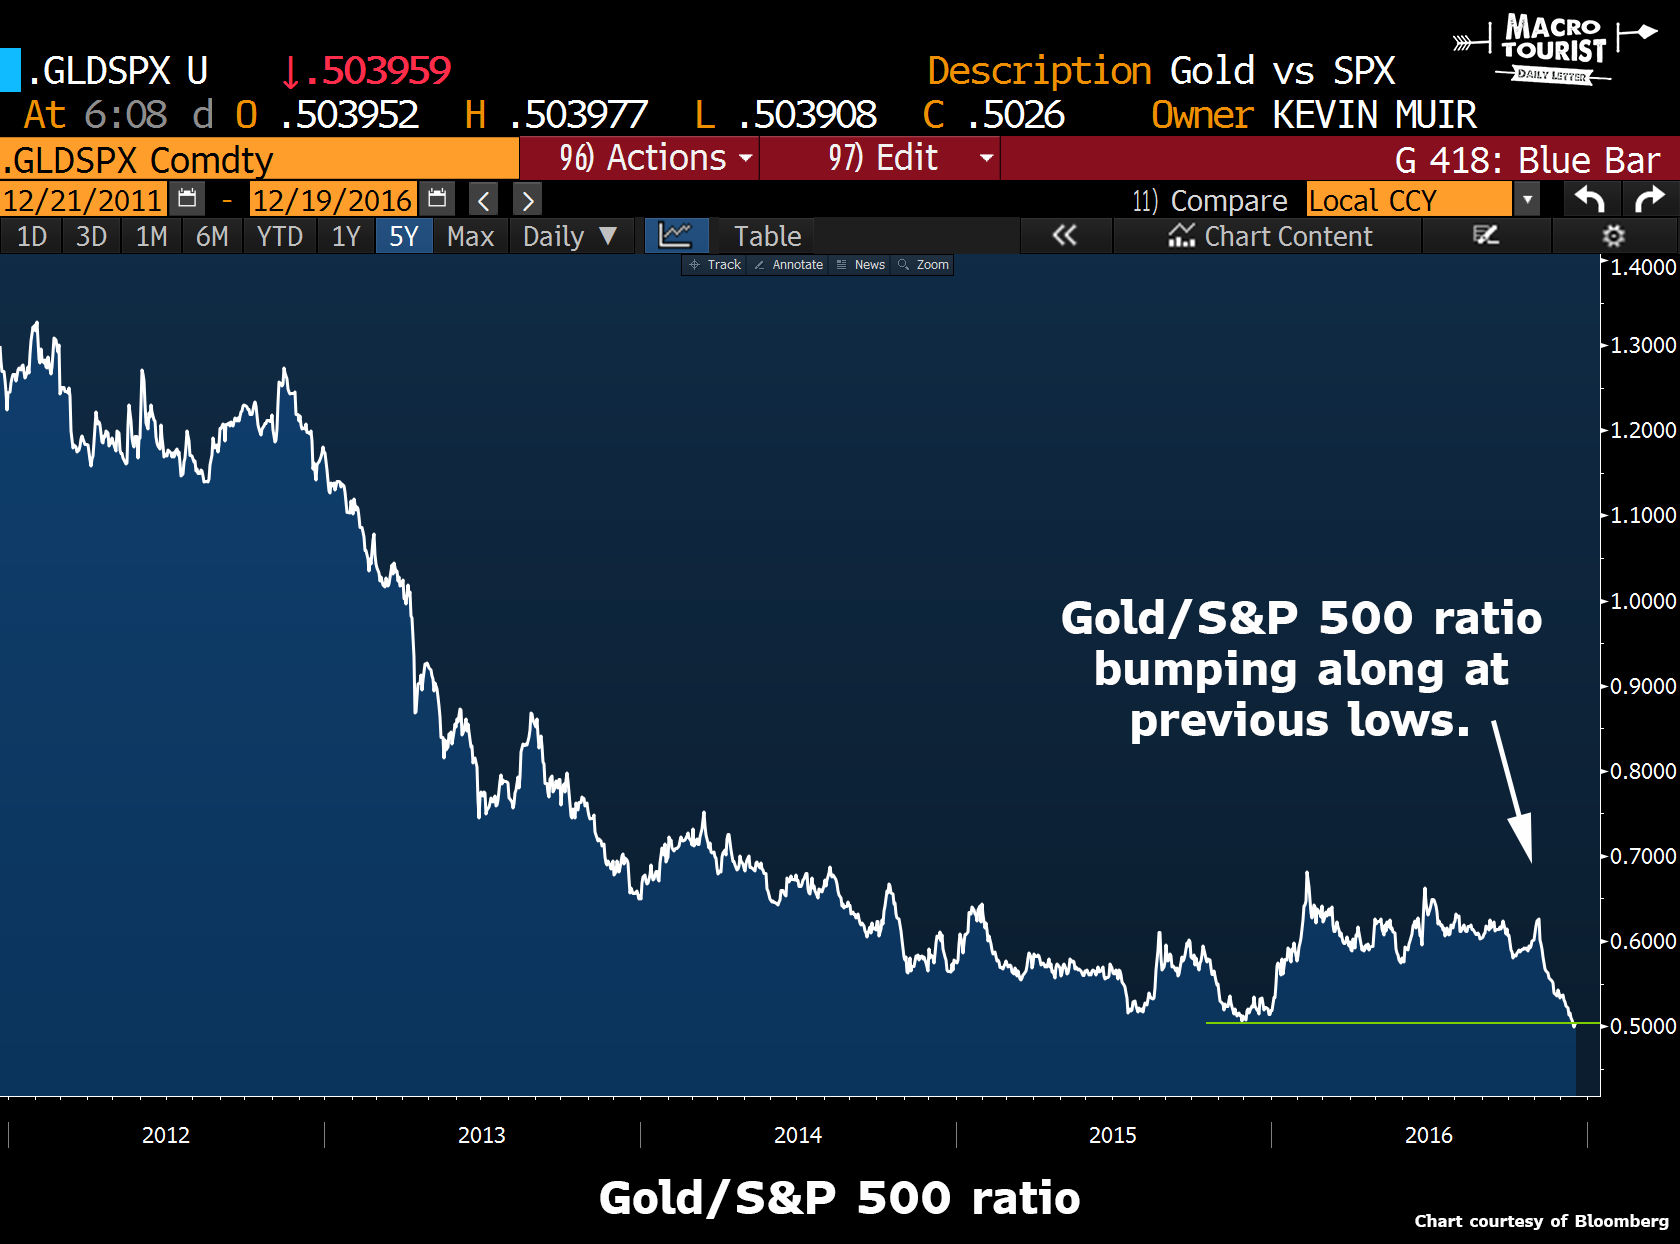 MACRO
TOURIST
DAILY LETTER
.GLDSPX U ↓.503959 Description Gold vs SPX
At 6:08 d O .503952 H .503977 L .503908 C .5026 Owner KEVIN MUIR
.GLDSPX Comdty 96) Actions 97) Edit G 418: Blue Bar
12/21/2011 - 12/19/2016 < > 11) Compare Local CCY
1D 3D 1M 6M YTD 1Y 5Y Max Daily ▼ Table « Chart Content
Track Annotate News Zoom
1.4000
1.3000
1.2000
1.1000
1.0000
Gold/S&P 500 ratio
bumping along at
previous lows.
0.9000
0.8000
0.7000
0.6000
0.5000
2012 2013 2014 2015 2016
Gold/S&P 500 ratio
Chart courtesy of Bloomberg